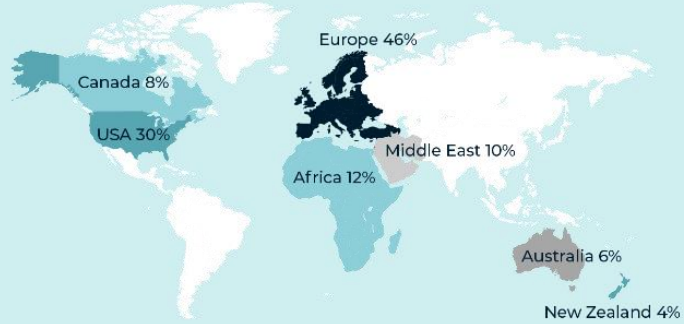 Europe 46%
Canada 8%
USA 30%
Middle East 10%
Africa 12%
Australia 6%
New Zealand 4%